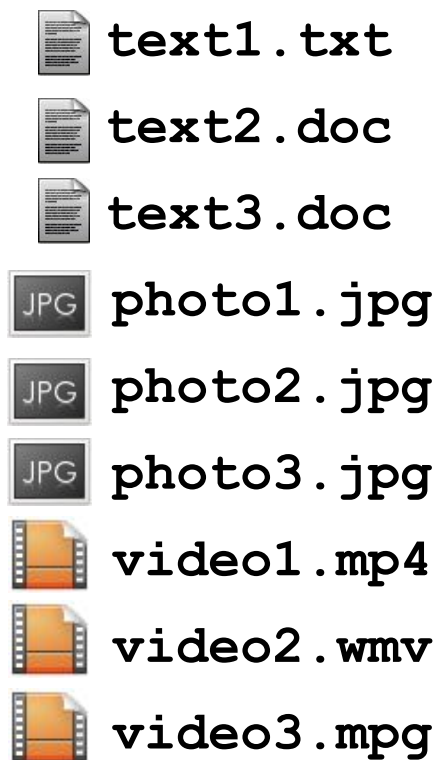 text1.txt
text2.doc
text3.doc
JPG photo1.jpg
JPG photo2.jpg
JPG photo3.jpg
video1.mp4
video2.wmv
video3.mpg